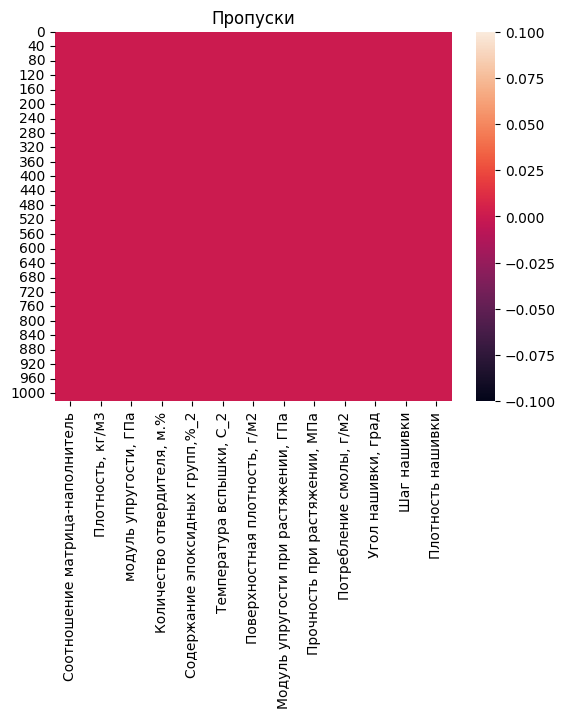 Пропуски
0
40
80
120
160
200
240
280
320
360
400
440
480
520
560
600
640
680
720
760
800
840
880
920
960
1000
0.100
0.075
0.050
0.025
0.000
−0.025
−0.050
−0.075
−0.100
Соотношение матрица-наполнитель
Плотность, кг/м3
модуль упругости, ГПа
Количество отвердителя, м.%
Содержание эпоксидных групп,%_2
Температура вспышки, С_2
Поверхностная плотность, г/м2
Модуль упругости при растяжении, ГПа
Прочность при растяжении, МПа
Потребление смолы, г/м2
Угол нашивки, град
Шаг нашивки
Плотность нашивки